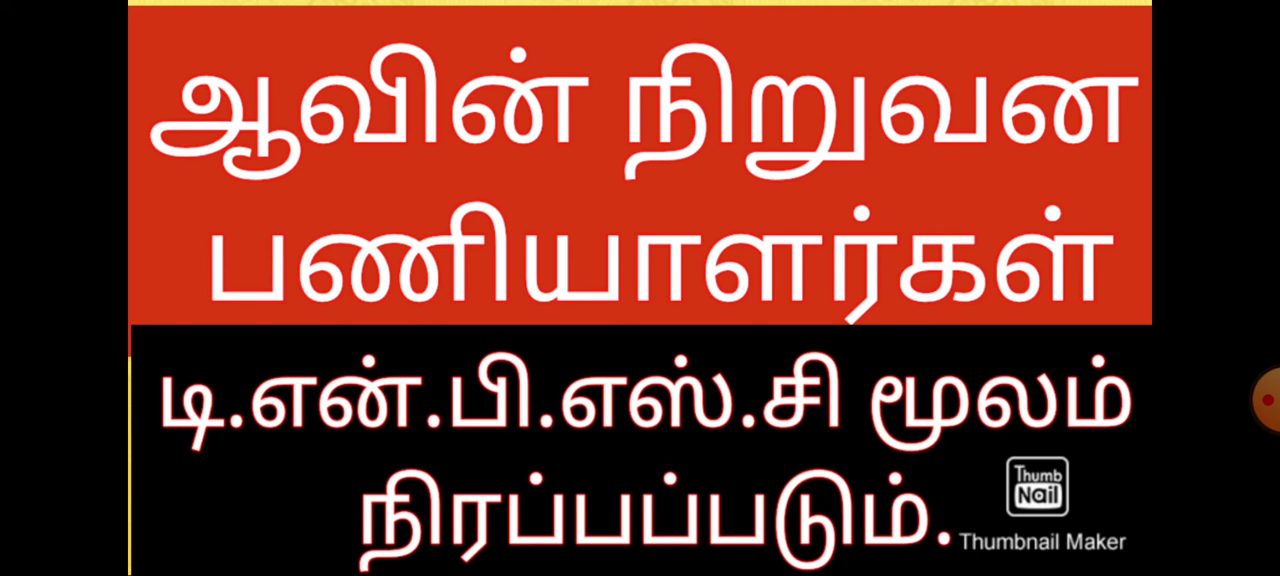 ஆவின் நிறுவன
பணியாளர்கள்
டி.என்.பி.எஸ்.சி மூலம்
நிரப்பப்படும்.
Thumb
Nail
Thumbnail Maker